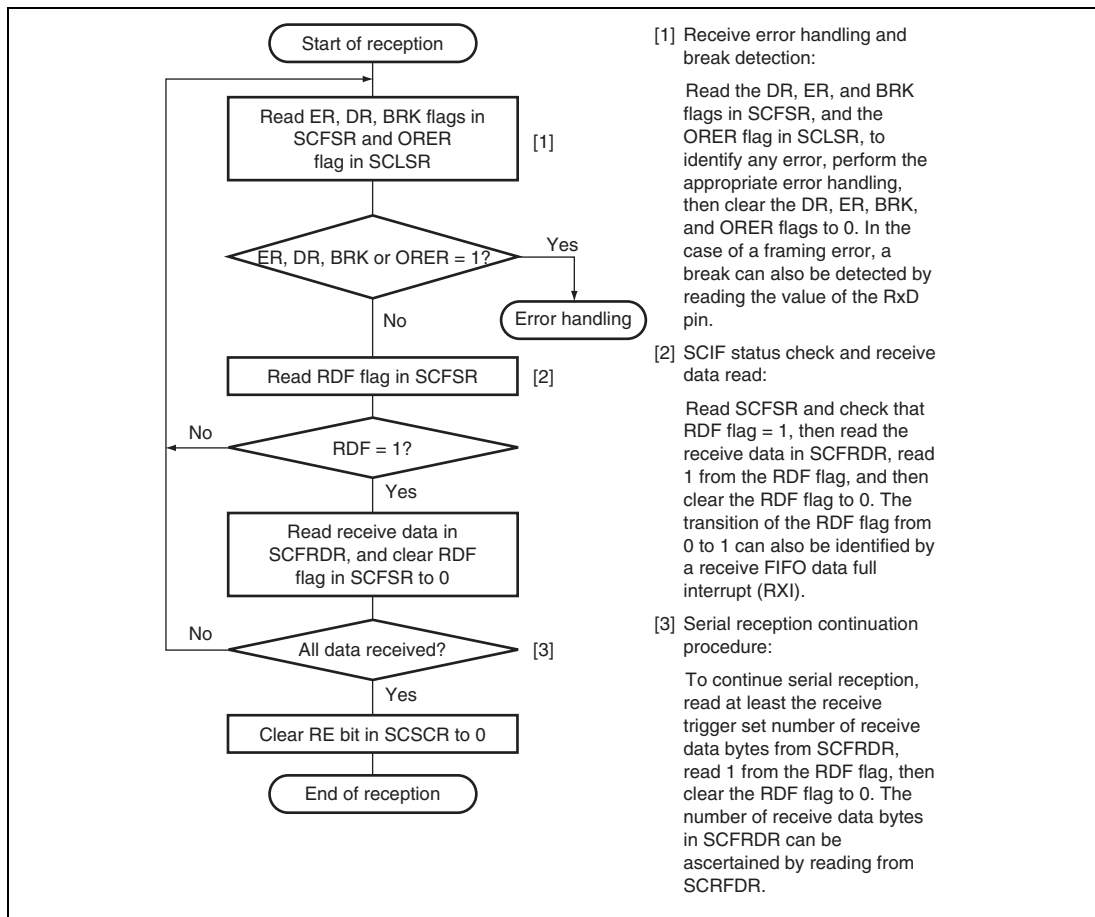 Start of reception
Read ER, DR, BRK flags in
SCFSR and ORER
flag in SCLSR
[1]
ER, DR, BRK or ORER = 1?
Yes
Error handling
No
Read RDF flag in SCFSR
[2]
No
RDF = 1?
Yes
Read receive data in
SCFRDR, and clear RDF
flag in SCFSR to 0
No
All data received?
[3]
Yes
Clear RE bit in SCSCR to 0
End of reception
[1] Receive error handling and
break detection:
Read the DR, ER, and BRK
flags in SCFSR, and the
ORER flag in SCLSR, to
identify any error, perform the
appropriate error handling,
then clear the DR, ER, BRK,
and ORER flags to 0. In the
case of a framing error, a
break can also be detected by
reading the value of the RxD
pin.
[2] SCIF status check and receive
data read:
Read SCFSR and check that
RDF flag = 1, then read the
receive data in SCFRDR, read
1 from the RDF flag, and then
clear the RDF flag to 0. The
transition of the RDF flag from
0 to 1 can also be identified by
a receive FIFO data full
interrupt (RXI).
[3] Serial reception continuation
procedure:
To continue serial reception,
read at least the receive
trigger set number of receive
data bytes from SCFRDR,
read 1 from the RDF flag, then
clear the RDF flag to 0. The
number of receive data bytes
in SCFRDR can be
ascertained by reading from
SCRFDR.